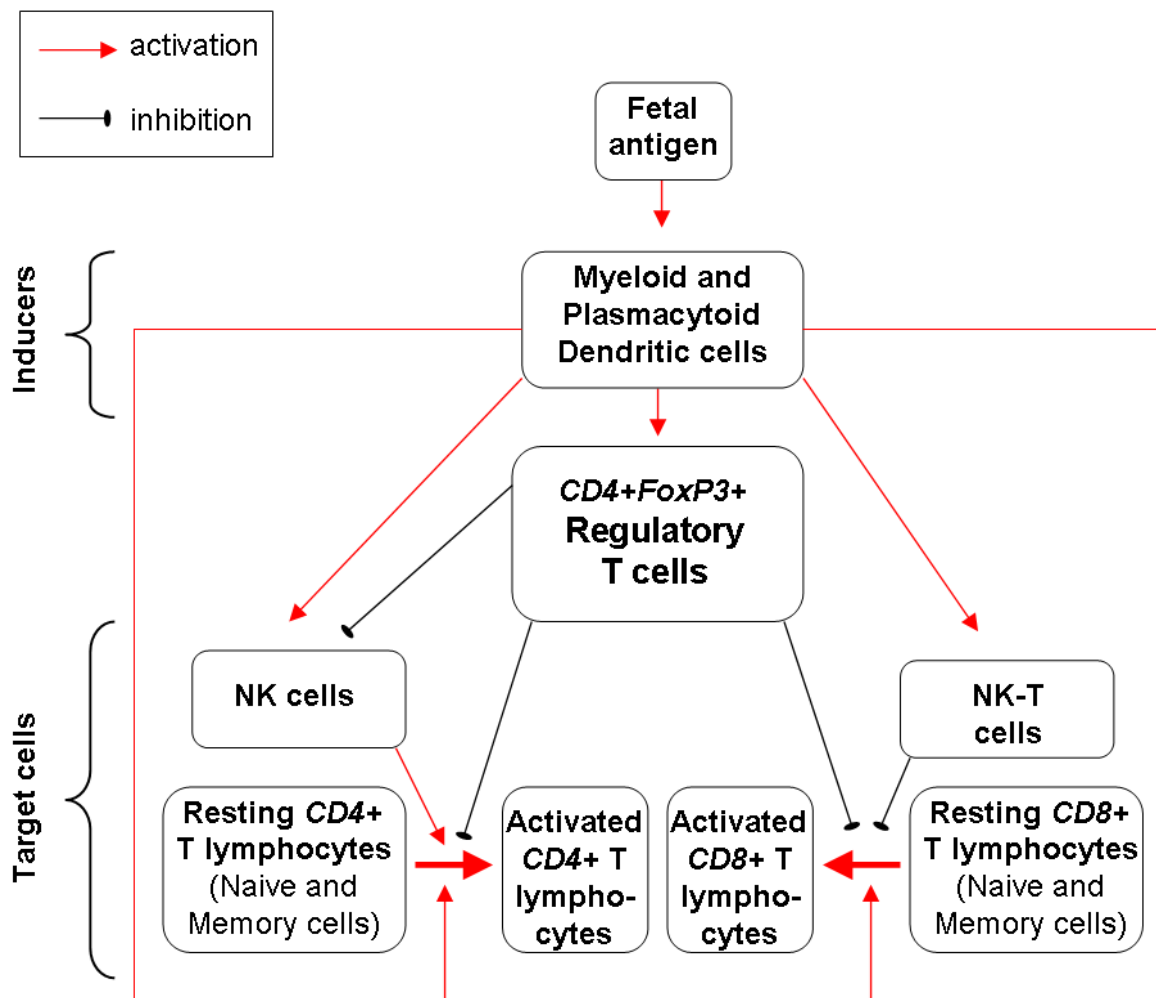 activation
inhibition
Fetal
antigen
Inducers
Myeloid and
Plasmacytoid
Dendritic cells
CD4+FoxP3+
Regulatory
T cells
Target cells
NK cells
NK-T
cells
Resting CD4+
T lymphocytes
(Naive and
Memory cells)
Activated
CD4+ T
lympho-
cytes
Activated
CD8+ T
lympho-
cytes
Resting CD8+
T lymphocytes
(Naive and
Memory cells)